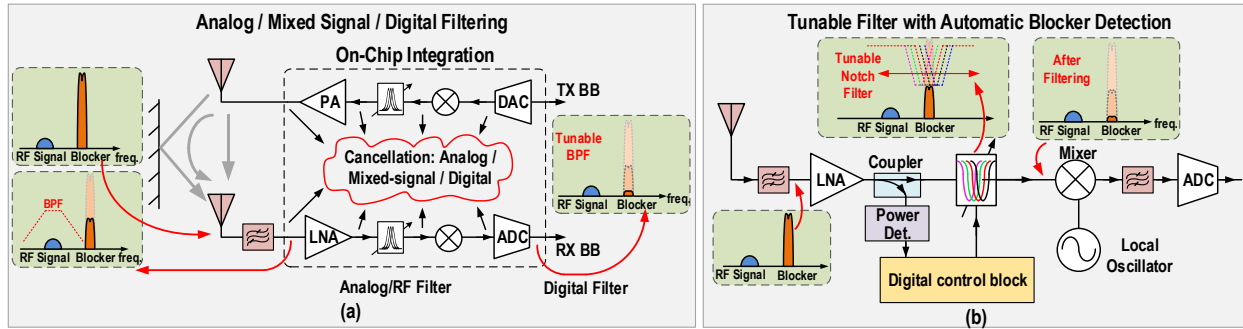 Analog / Mixed Signal / Digital Filtering
On-Chip Integration
RF Signal Blocker freq.
BPF
RF Signal Blocker freq.
PA
DAC
TX BB
Cancellation: Analog /
Mixed-signal / Digital
LNA
ADC
RX BB
Tunable
BPF
freq.
RF Signal Blocker
Analog/RF Filter
Digital Filter
(a)
Tunable Filter with Automatic Blocker Detection
Tunable
Notch
Filter
freq.
RF Signal Blocker
After
Filtering
freq.
RF Signal Blocker
LNA
Coupler
Mixer
ADC
Power
Det.
freq.
RF Signal
Blocker
Digital control block
Local
Oscillator
(b)